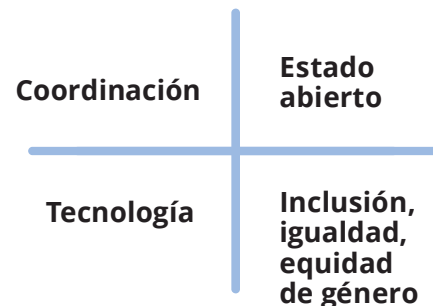 Coordinación
Estado
abierto
Tecnología
Inclusión,
igualdad,
equidad
de género